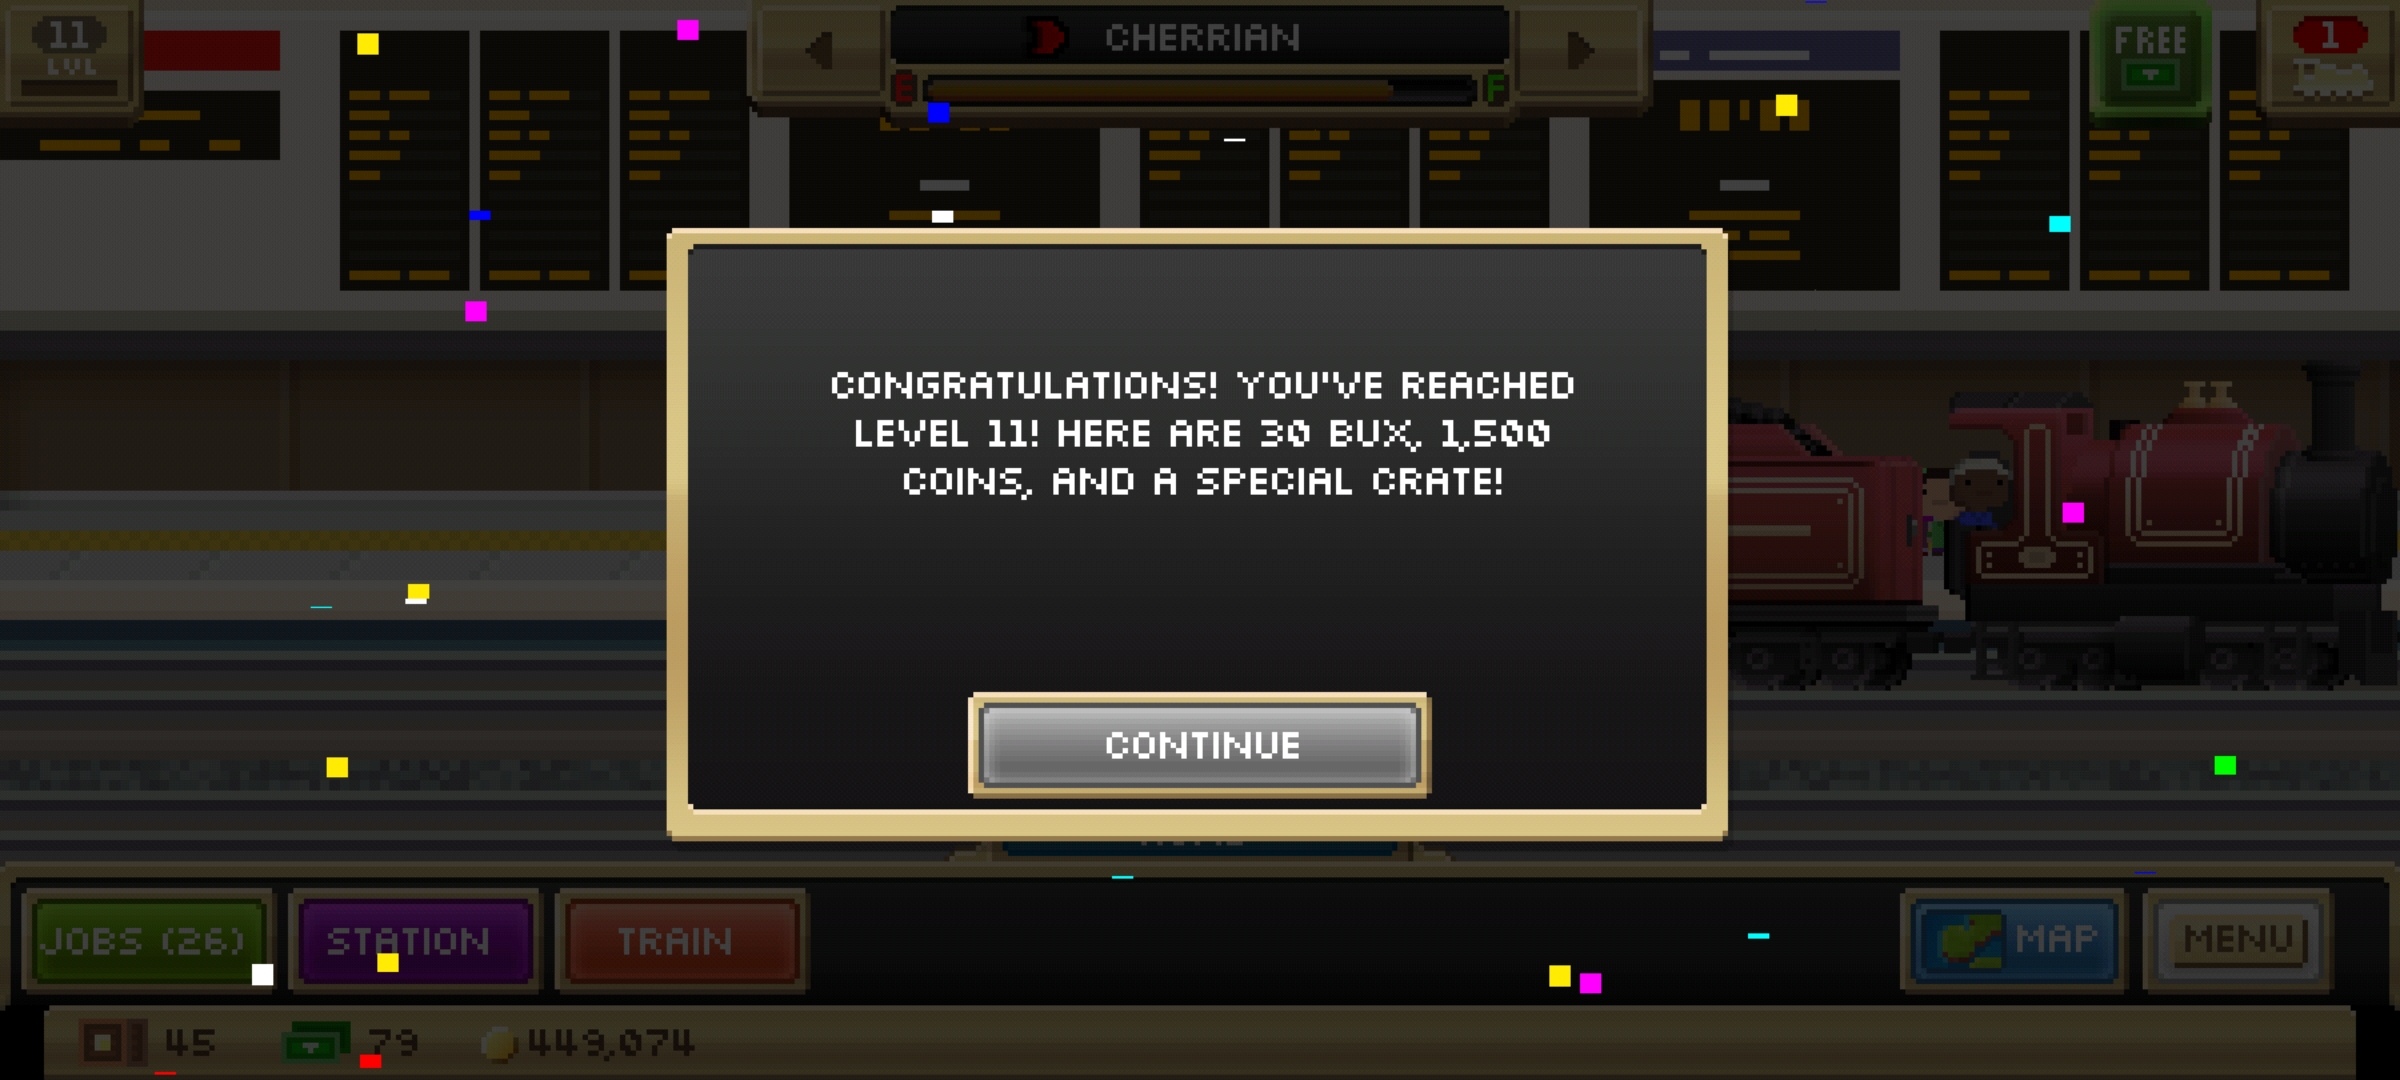 11
LVL
CHERRIAN
E
F
FREE
1
CONGRATULATIONS! YOU'VE REACHED
LEVEL 11! HERE ARE 30 BUX, 1,500
COINS, AND A SPECIAL CRATE!
CONTINUE
JOBS (26)
STATION
TRAIN
MAP
MENU
45
79
449,074